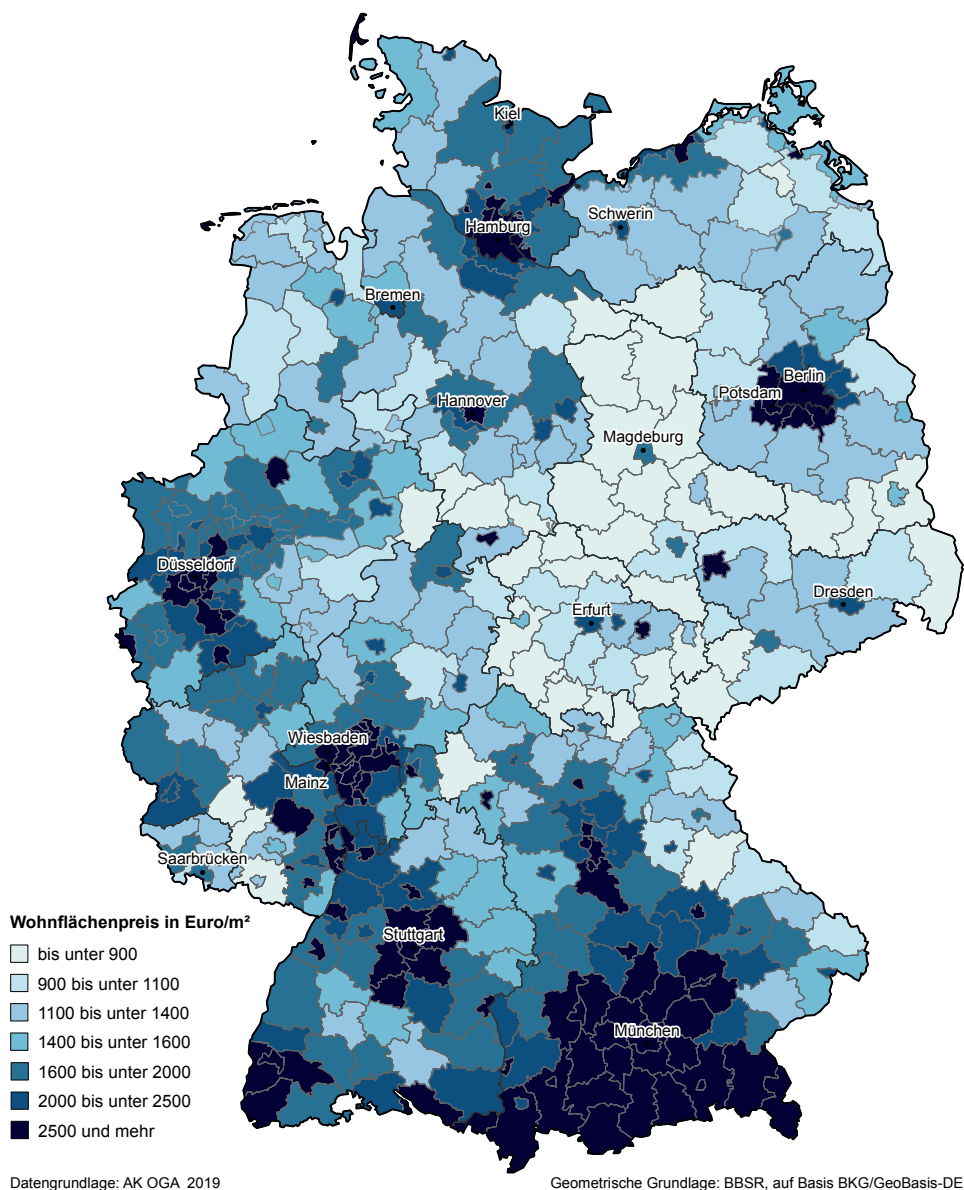 Kiel
Schwerin
Hamburg
Bremen
Berlin
Potsdam
Hannover
Magdeburg
Düsseldorf
Dresden
Erfurt
Wiesbaden
Mainz
Saarbrücken
Stuttgart
München
Wohnflächenpreis in Euro/m²
bis unter 900
900 bis unter 1100
1100 bis unter 1400
1400 bis unter 1600
1600 bis unter 2000
2000 bis unter 2500
2500 und mehr
Datengrundlage: AK OGA 2019
Geometrische Grundlage: BBSR, auf Basis BKG/GeoBasis-DE